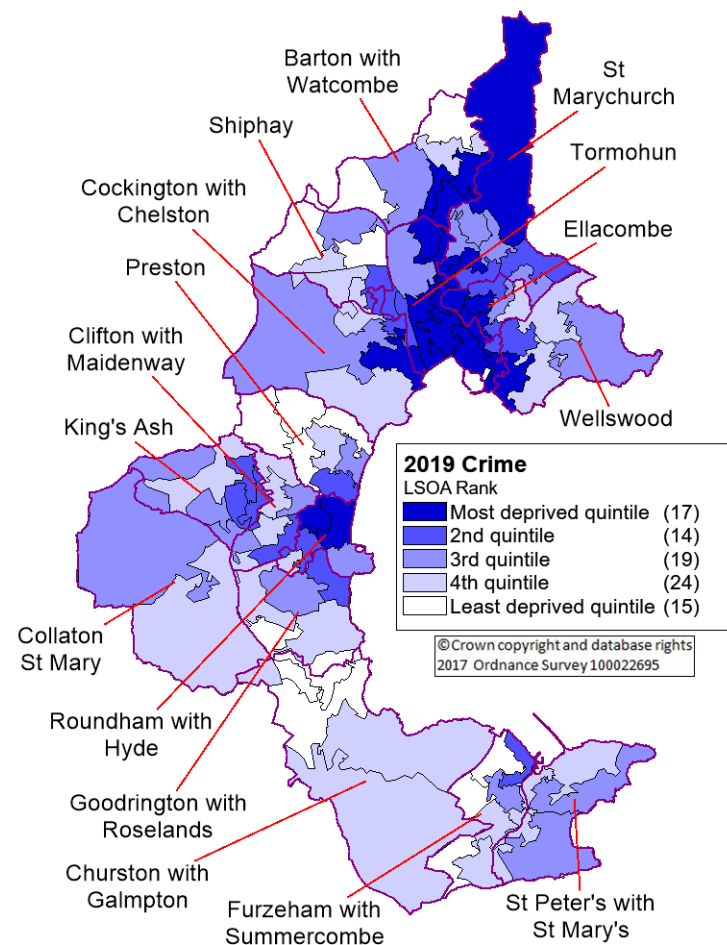 Barton with
Watcombe
St
Marychurch
Shiphay
Tormohun
Cockington with
Chelston
Ellacombe
Preston
Clifton with
Maidenway
King's Ash
Wellswood
2019 Crime
LSOA Rank
Most deprived quintile (17)
2nd quintile (14)
3rd quintile (19)
4th quintile (24)
Least deprived quintile (15)
©Crown copyright and database rights
2017 Ordnance Survey 100022695
Collaton
St Mary
Roundham with
Hyde
Goodrington with
Roselands
Churston with
Galmpton
Furzeham with
Summercombe
St Peter's with
St Mary's